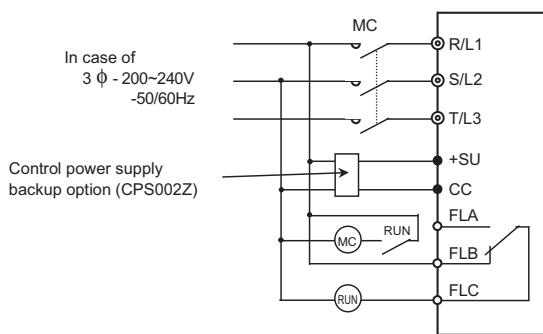 MC
In case of
3 ϕ - 200~240V
-50/60Hz
R/L1
S/L2
T/L3
Control power supply
backup option (CPS002Z)
+SU
CC
FLA
MC
RUN
FLB
RUN
FLC